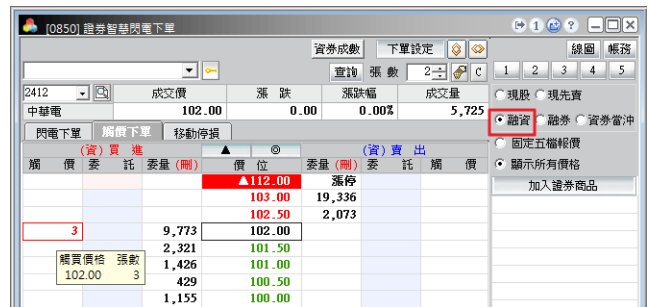 [0850] 證券智慧閃電下單 1 ?
資券成數 下單設定 線圖 帳務
查詢 張 數 2 C 1 2 3 4 5
2412 成交價 漲 跌 漲跌幅 成交量 現股 現先賣
中華電 102.00 0.00 0.00% 5,725 融資 融券 資券當沖
閃電下單 觸價下單 移動停損 固定五檔報價
(資) 買 進 ▲ ◎ (資) 賣 出 顯示所有價格
觸 價 委 託 委量 (刪) 價 位 委量 (刪) 委 託 觸 價 加入證券商品
▲112.00 漲停
103.00 19,336
102.50 2,073
3 9,773 102.00
觸買價格 張數 2,321 101.50
102.00 3 1,426 101.00
429 100.50
1,155 100.00